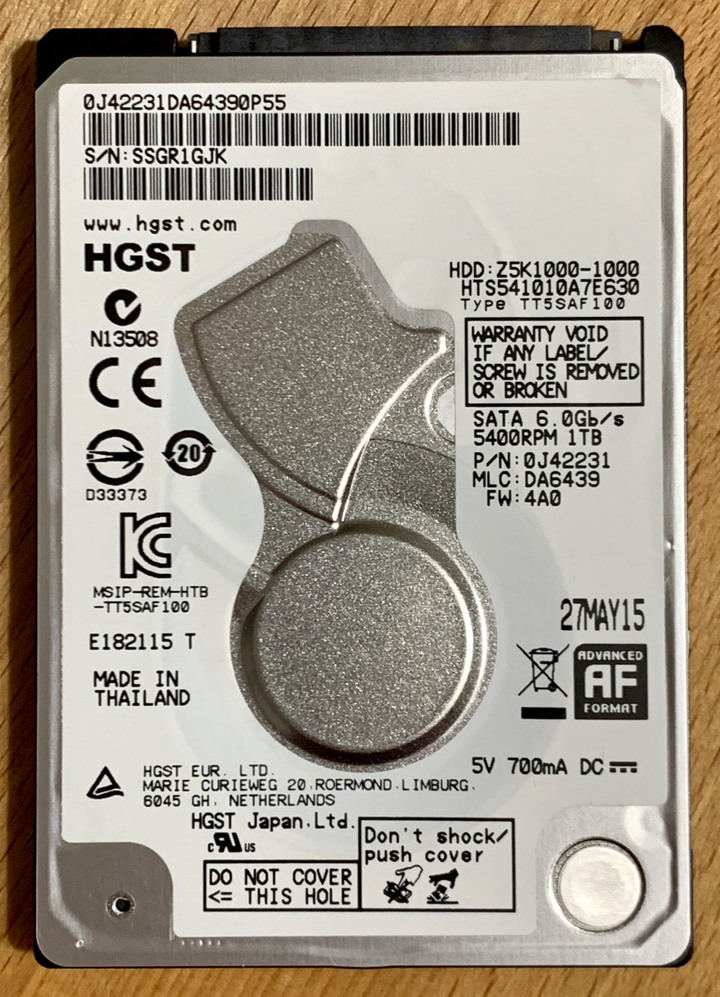 0J42231DA64390P55
S/N:SSGR1GJK
www.hgst.com
HGST
N13508
CE
20
D33373
MSIP-REM-HTB
-TT5SAF100
E182115 T
MADE IN
THAILAND
HDD:Z5K1000-1000
HTS541010A7E630
Type TT5SAF100
WARRANTY VOID
IF ANY LABEL/
SCREW IS REMOVED
OR BROKEN
SATA 6.0Gb/s
5400RPM 1TB
P/N:0J42231
MLC:DA6439
FW:4A0
27MAY15
ADVANCED
AF
FORMAT
5V 700mA DC
HGST EUR. LTD.
MARIE CURIEWEG 20,ROERMOND,LIMBURG,
6045 GH, NETHERLANDS
HGST Japan,Ltd.
c RU us
DO NOT COVER
<= THIS HOLE
Don't shock/
push cover